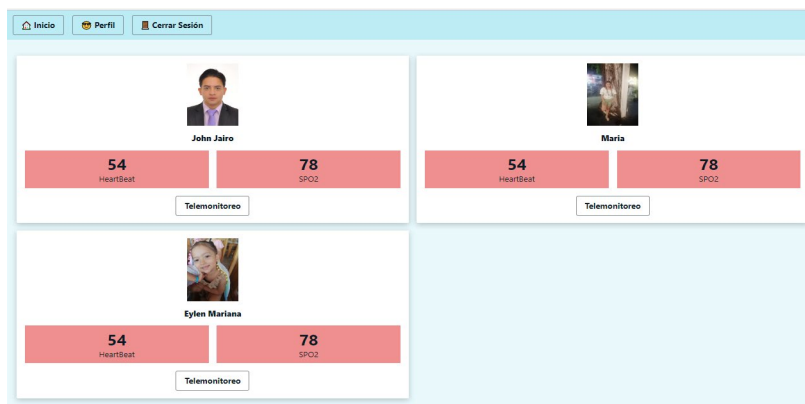 Inicio Perfil Cerrar Sesión
John Jairo
54 78
HeartBeat SPO2
Telemonitoreo
Maria
54 78
HeartBeat SPO2
Telemonitoreo
Eylen Mariana
54 78
HeartBeat SPO2
Telemonitoreo